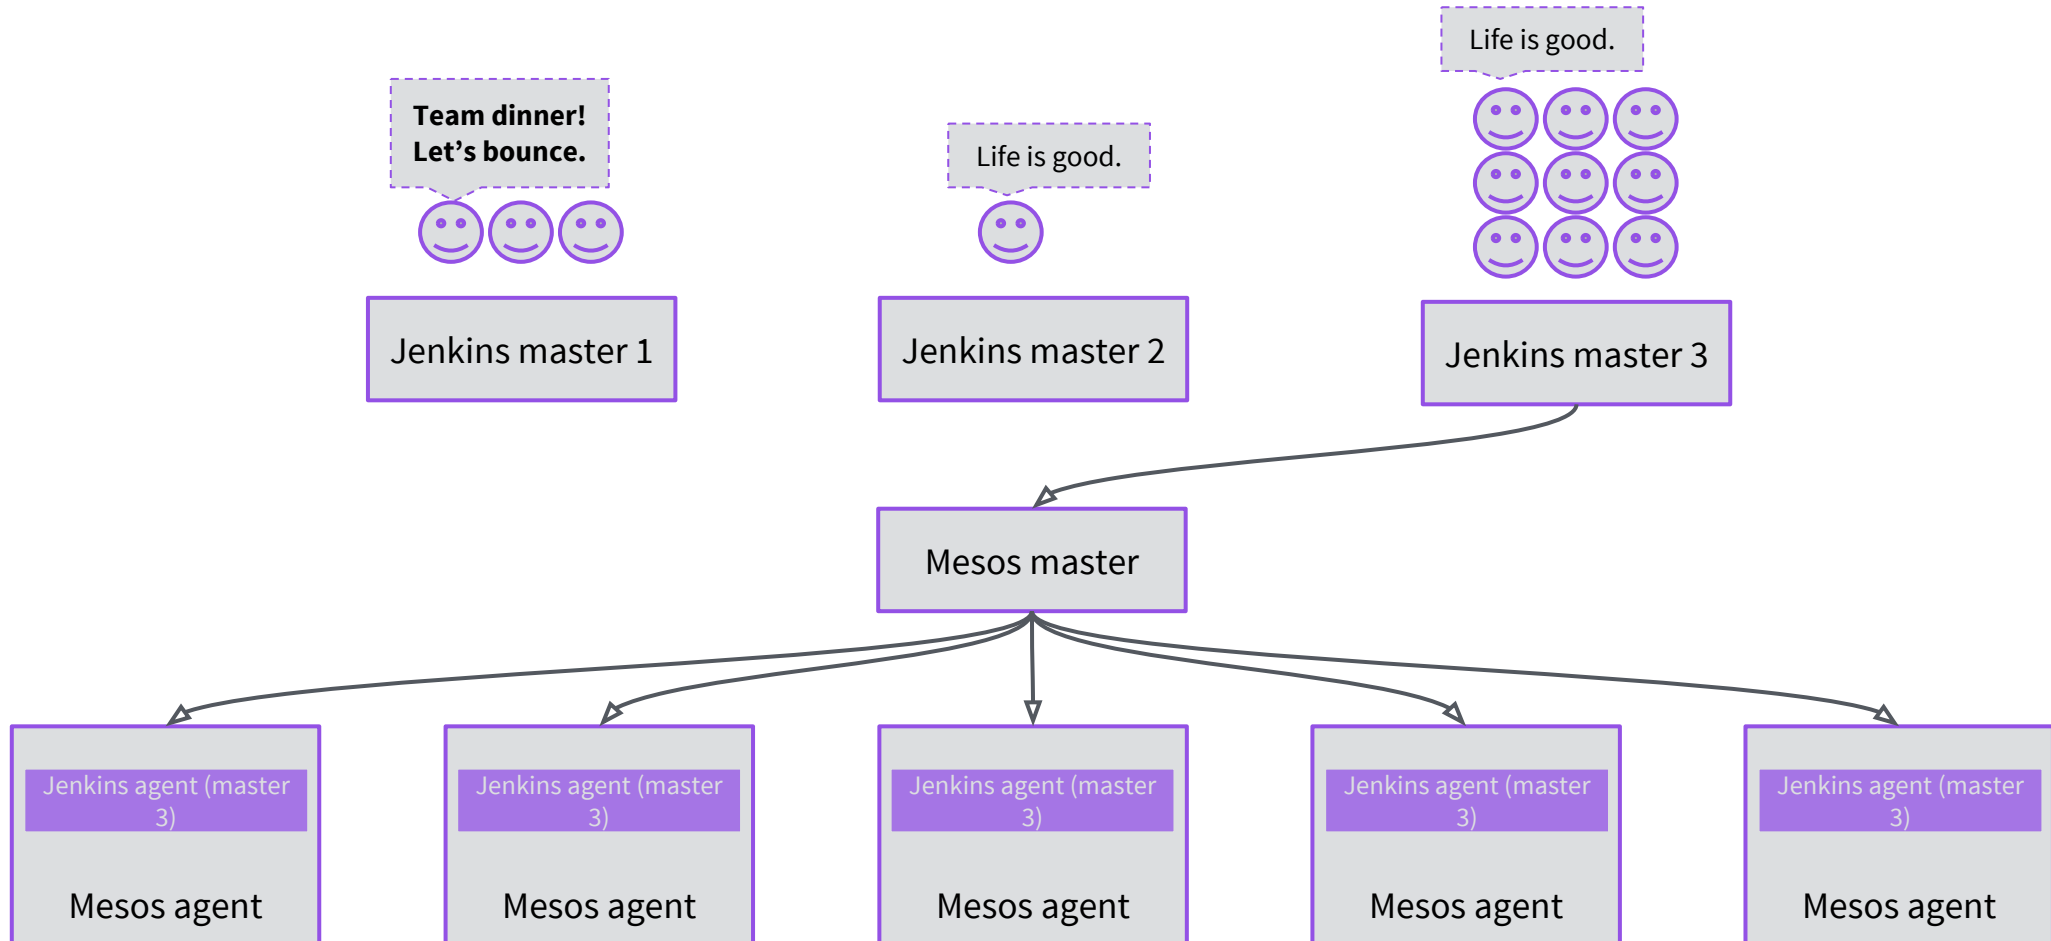 Life is good.
Team dinner!
Let’s bounce.
Life is good.
Jenkins master 1
Jenkins master 2
Jenkins master 3
Mesos master
Jenkins agent (master
3)
Mesos agent
Jenkins agent (master
3)
Mesos agent
Jenkins agent (master
3)
Mesos agent
Jenkins agent (master
3)
Mesos agent
Jenkins agent (master
3)
Mesos agent